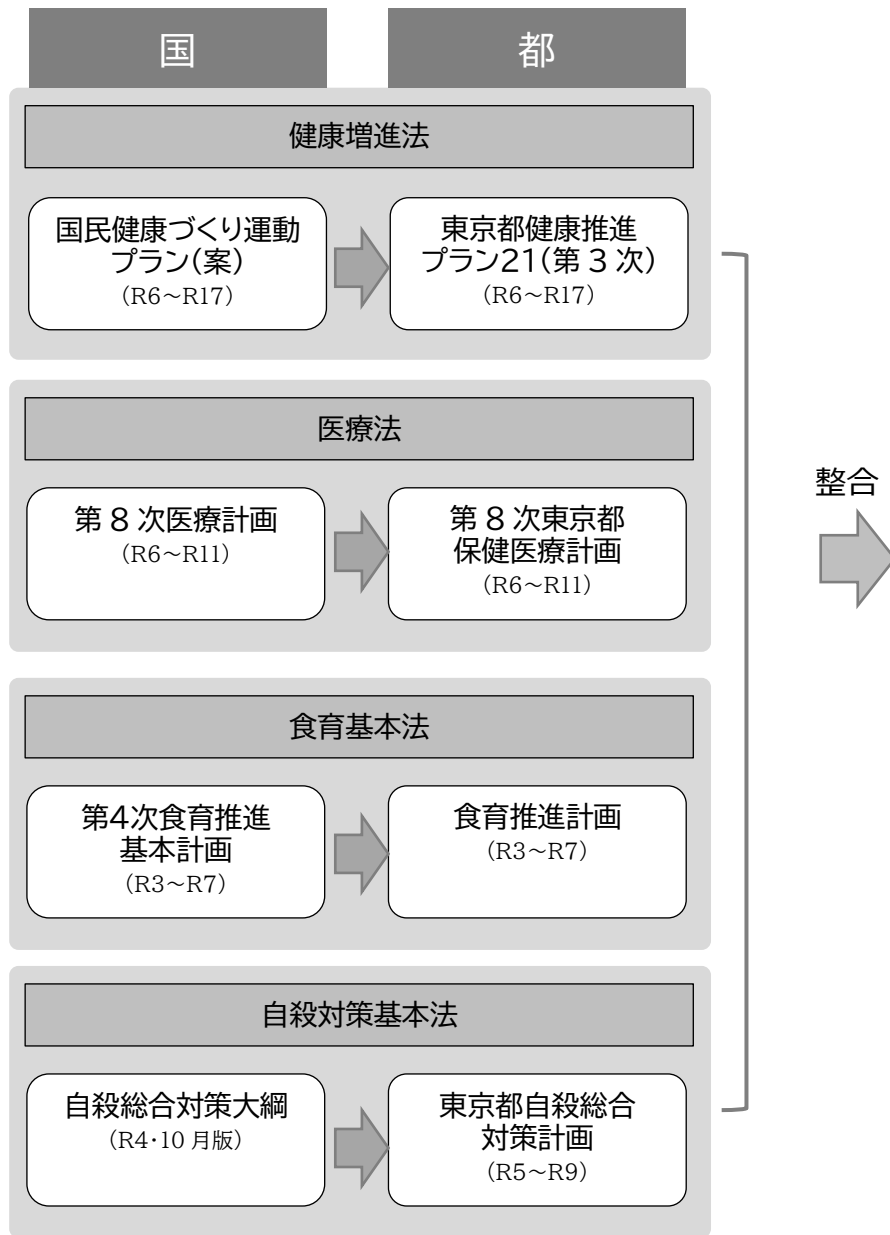 国
都
健康増進法
国民健康づくり運動
プラン(案)
(R6~R17)
東京都健康推進
プラン21(第3次)
(R6~R17)
医療法
第8次医療計画
(R6~R11)
第8次東京都
保健医療計画
(R6~R11)
整合
食育基本法
第4次食育推進
基本計画
(R3~R7)
食育推進計画
(R3~R7)
自殺対策基本法
自殺総合対策大綱
(R4・10月版)
東京都自殺総合
対策計画
(R5~R9)